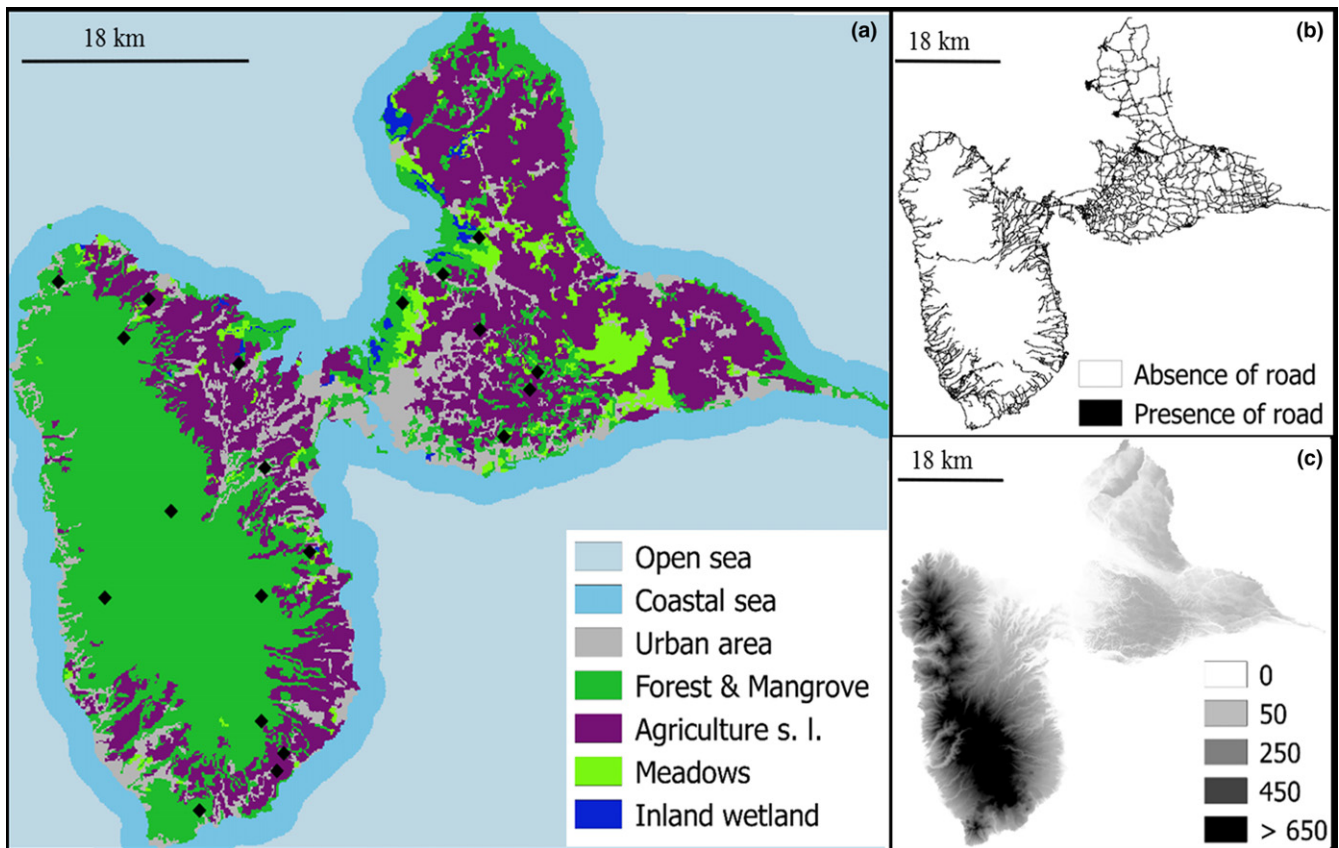 18 km
(a)
Open sea
Coastal sea
Urban area
Forest & Mangrove
Agriculture s. l.
Meadows
Inland wetland
18 km
(b)
Absence of road
Presence of road
18 km
(c)
0
50
250
450
> 650